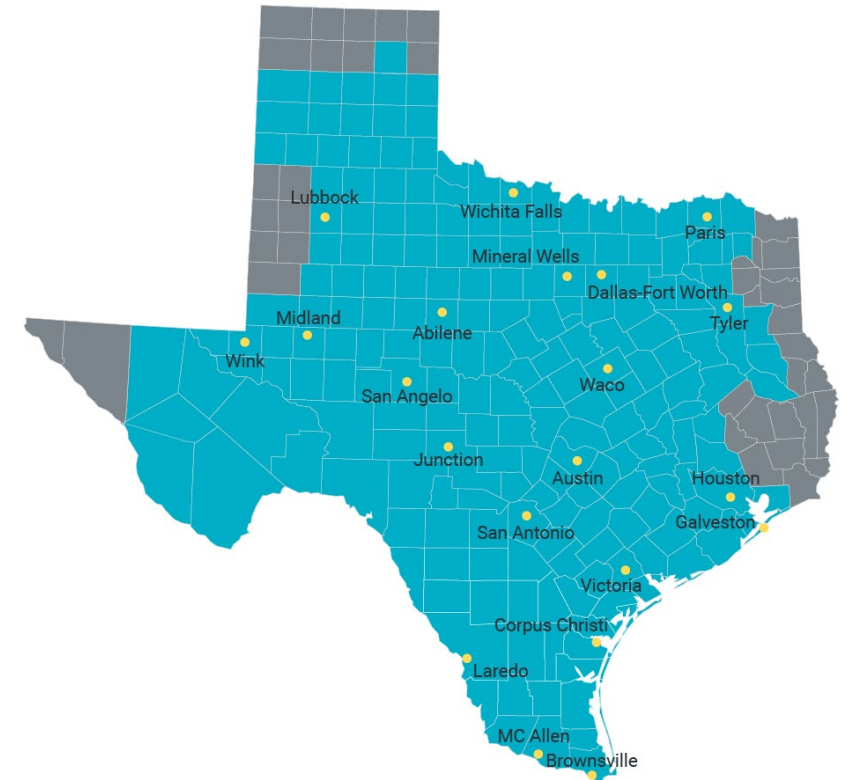 Lubbock
Wichita Falls
Paris
Mineral Wells
Dallas-Fort Worth
Midland
Abilene
Tyler
Wink
San Angelo
Waco
Junction
Austin
Houston
San Antonio
Galveston
Victoria
Corpus Christi
Laredo
MC Allen
Brownsville